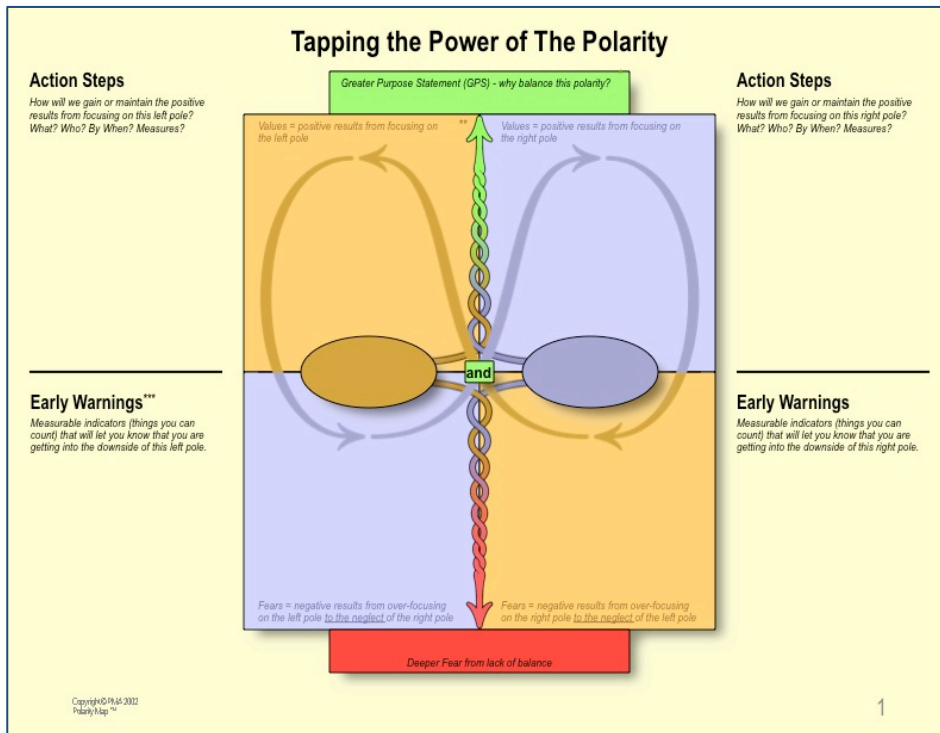 Tapping the Power of The Polarity
Action Steps
How will we gain or maintain the positive
results from focusing on this left pole?
What? Who? By When? Measures?
Greater Purpose Statement (GPS) - why balance this polarity?
Action Steps
How will we gain or maintain the positive
results from focusing on this right pole?
What? Who? By When? Measures?
Values = positive results from focusing on
the left pole
**
Values = positive results from focusing on
the right pole
and
Early Warnings***
Measurable indicators (things you can
count) that will let you know that you are
getting into the downside of this left pole.
Early Warnings
Measurable indicators (things you can
count) that will let you know that you are
getting into the downside of this right pole.
Fears = negative results from over-focusing
on the left pole to the neglect of the right pole
Fears = negative results from over-focusing
on the right pole to the neglect of the left pole
Deeper Fear from lack of balance
Copyright © PMA 2002
Polarity Map ™
1